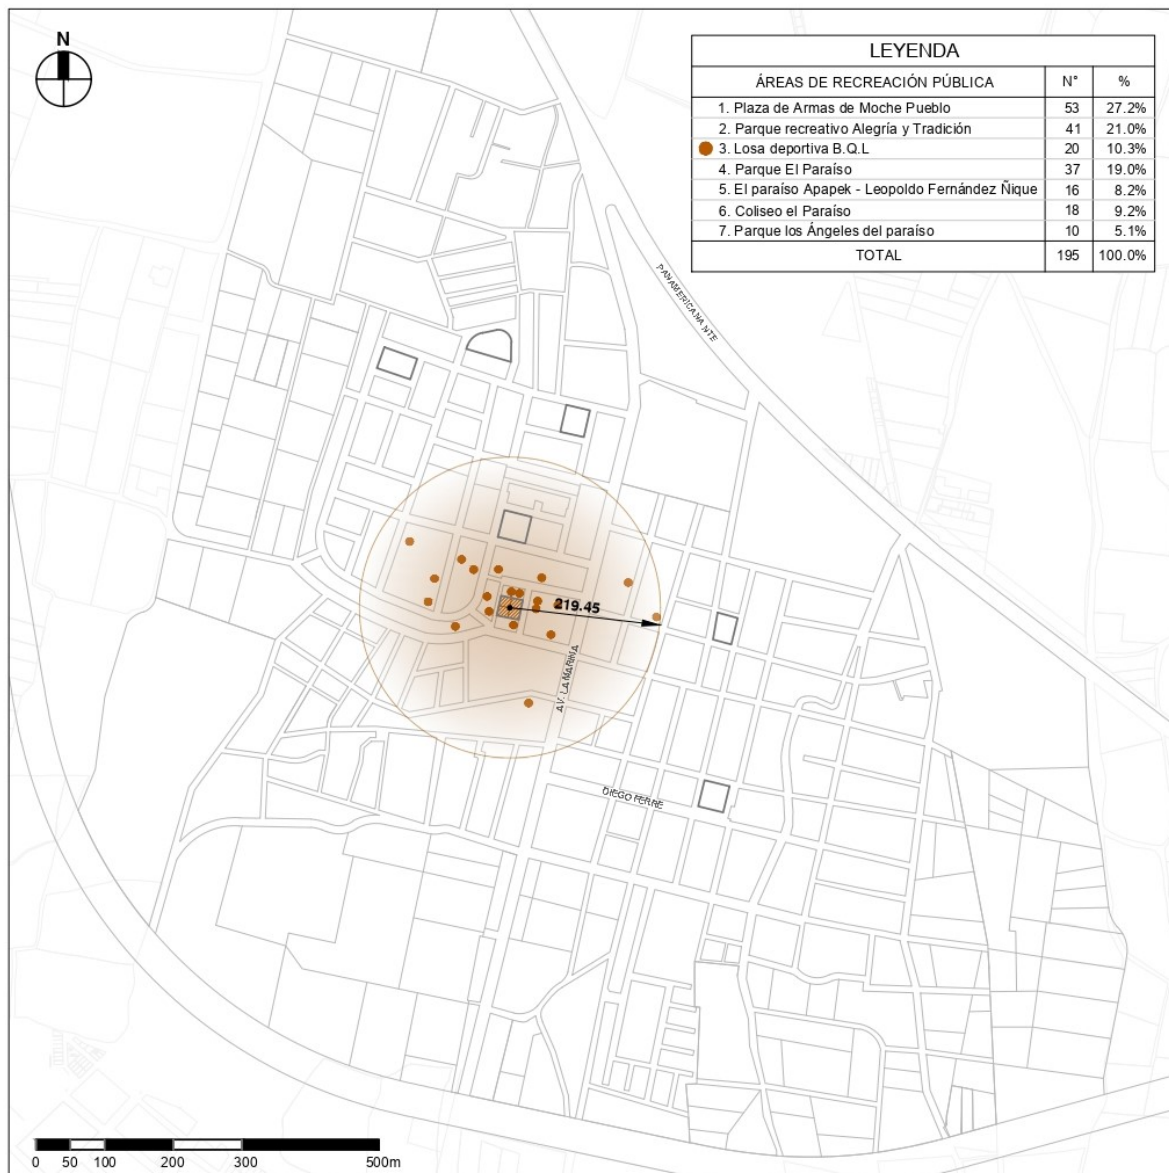 N
LEYENDA
ÁREAS DE RECREACIÓN PÚBLICA N° %
1. Plaza de Armas de Moche Pueblo 53 27.2%
2. Parque recreativo Alegría y Tradición 41 21.0%
3. Losa deportiva B.Q.L 20 10.3%
4. Parque El Paraíso 37 19.0%
5. El paraíso Apapek - Leopoldo Fernández Ñique 16 8.2%
6. Coliseo el Paraíso 18 9.2%
7. Parque los Ángeles del paraíso 10 5.1%
TOTAL 195 100.0%
PANAMERICANA NTE
219.45
AV. LA MARINA
DIEGO FERRE
0 50 100 200 300 500m